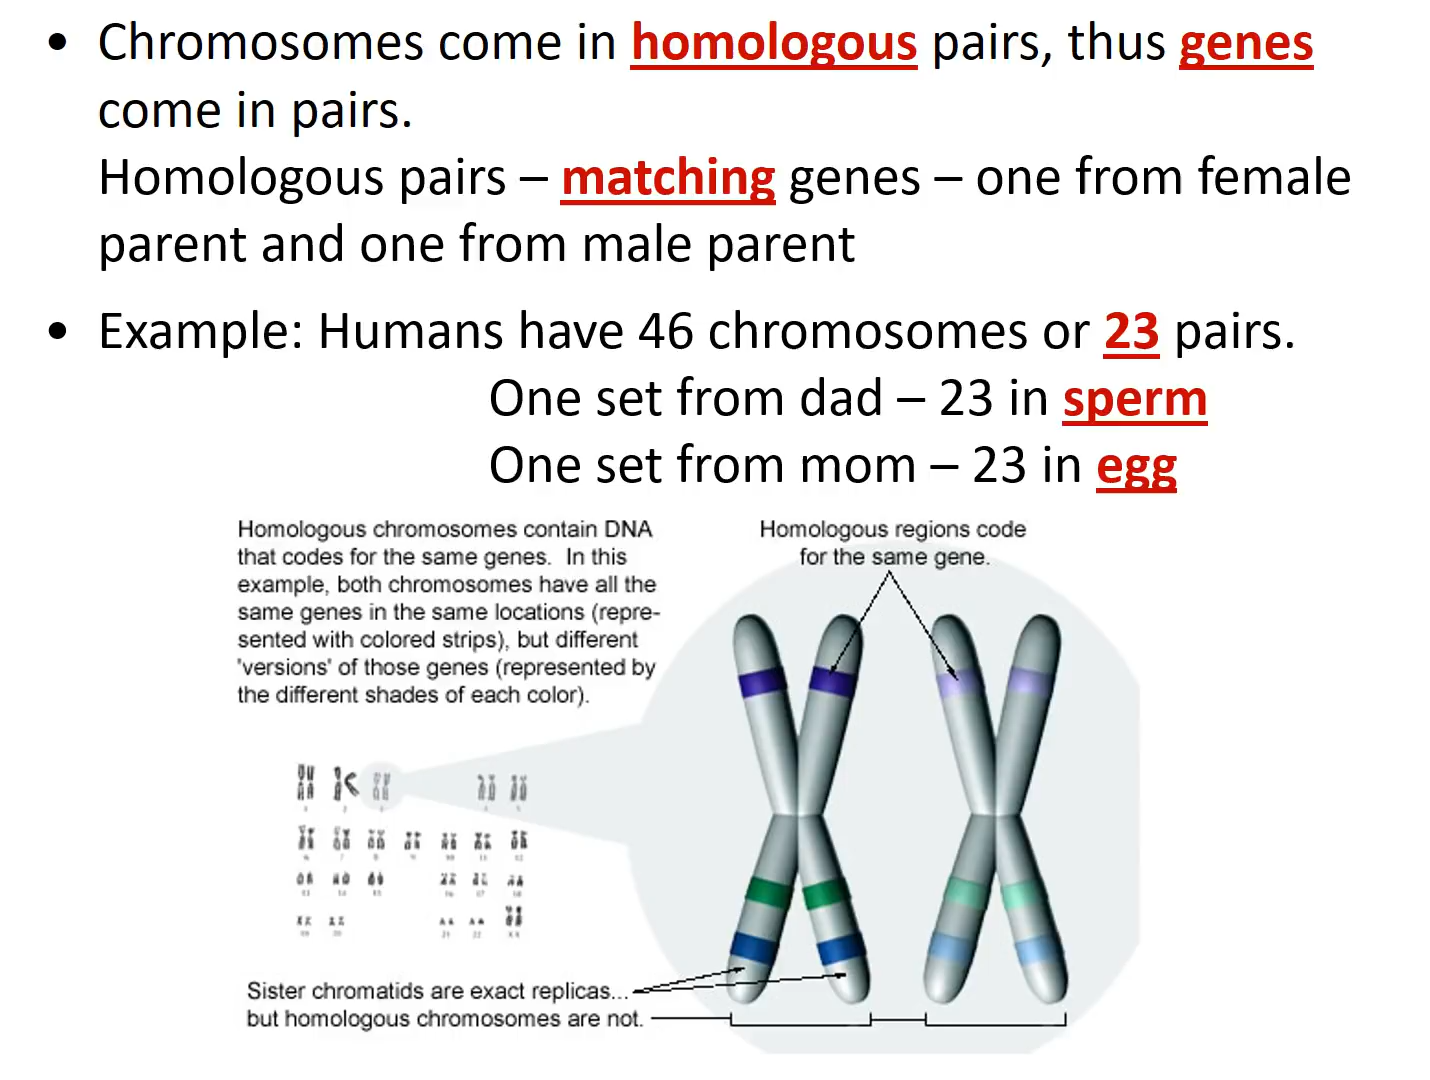 • Chromosomes come in homologous pairs, thus genes
come in pairs.
Homologous pairs – matching genes – one from female
parent and one from male parent
• Example: Humans have 46 chromosomes or 23 pairs.
One set from dad – 23 in sperm
One set from mom – 23 in egg
Homologous chromosomes contain DNA
that codes for the same genes. In this
example, both chromosomes have all the
same genes in the same locations (repre-
sented with colored strips), but different
'versions' of those genes (represented by
the different shades of each color).
Homologous regions code
for the same gene.
Sister chromatids are exact replicas...
but homologous chromosomes are not.